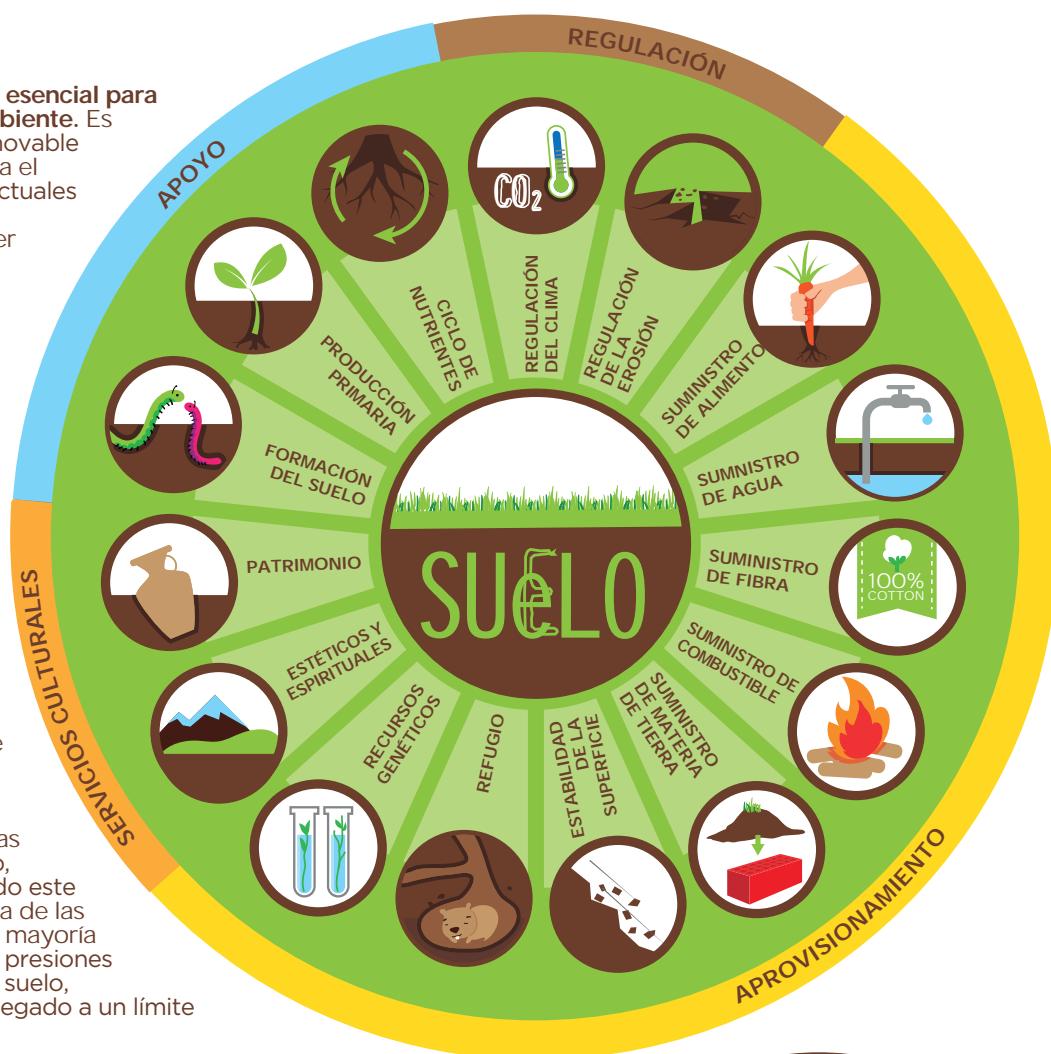 esencial para
biente. Es
novable
a el
ctuales
er
e
as
o,
do este
a de las
mayoría
presiones
suelo,
egado a un límite
APOYO
REGULACIÓN
APROVISIONAMIENTO
SERVICIOS CULTURALES
CO2
CICLO DE
NUTRIENTES
REGULACIÓN
DEL CLIMA
REGULACIÓN
DE LA
EROSIÓN
SUMINISTRO
DE ALIMENTO
SUMNISTRO
DE AGUA
SUMINISTRO
DE FIBRA
100%
COTTON
SUMINISTRO DE
COMBUSTIBLE
SUMINISTRO
DE MATERIA
DE TIERRA
ESTABILIDAD
DE LA
SUPERFICIE
REFUGIO
RECURSOS
GENÉTICOS
ESTÉTICOS Y
ESPIRITUALES
PATRIMONIO
FORMACIÓN
DEL SUELO
PRODUCCIÓN
PRIMARIA
SUeLO